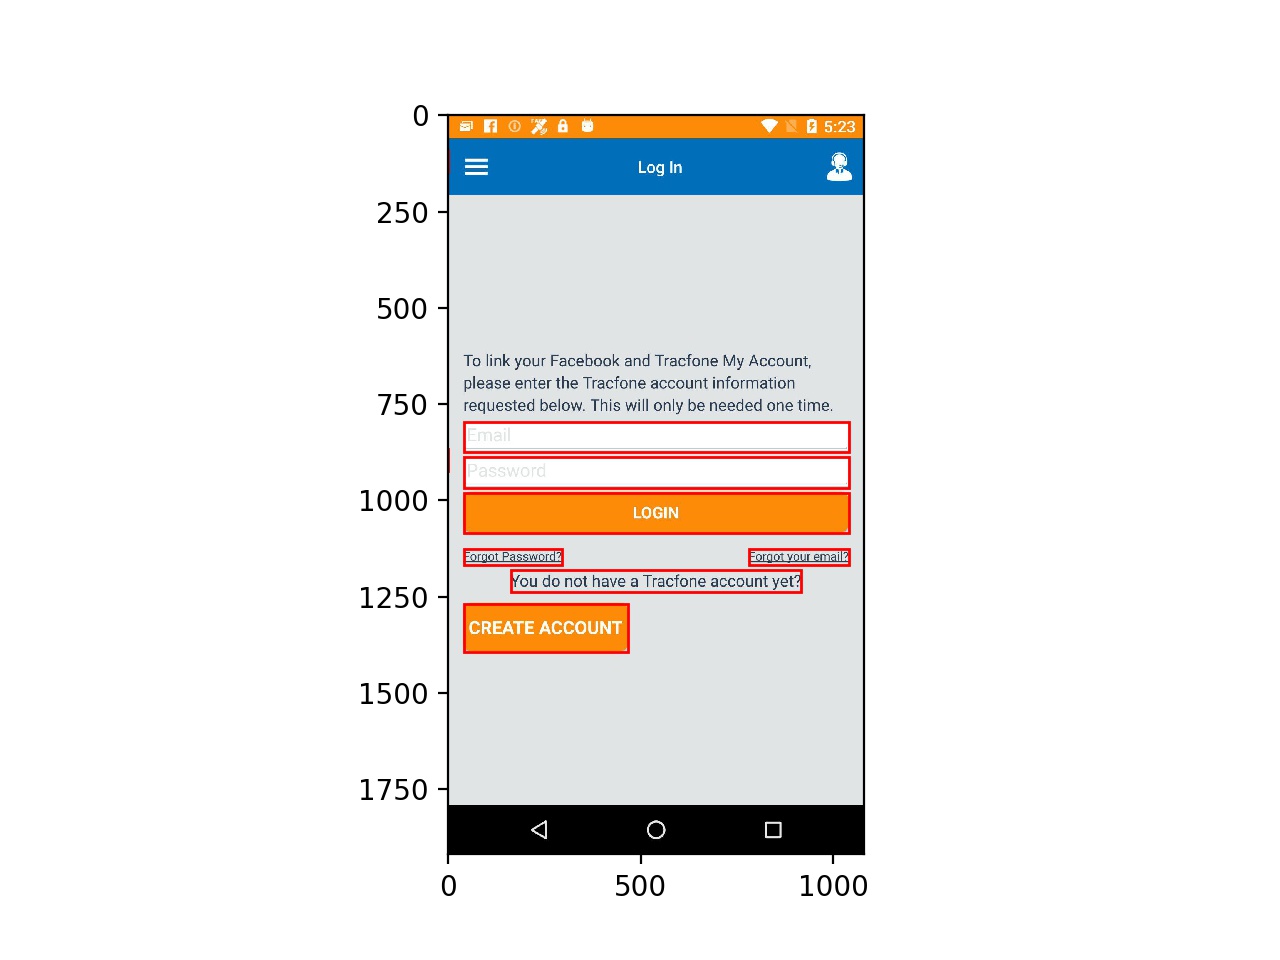 0
250
500
750
1000
1250
1500
1750
5:23
Log In
To link your Facebook and Tracfone My Account,
please enter the Tracfone account information
requested below. This will only be needed one time.
Email
Password
LOGIN
Forgot Password? Forgot your email?
You do not have a Tracfone account yet?
CREATE ACCOUNT
0 500 1000